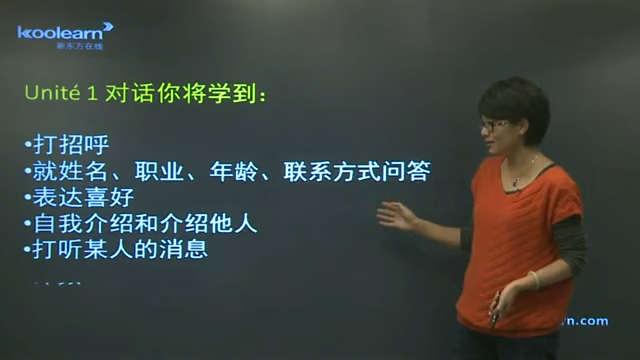 koolearn
新东方在线
Unité 1 对话你将学到：
•打招呼
•就姓名、职业、年龄、联系方式问答
•表达喜好
•自我介绍和介绍他人
•打听某人的消息
rn.com